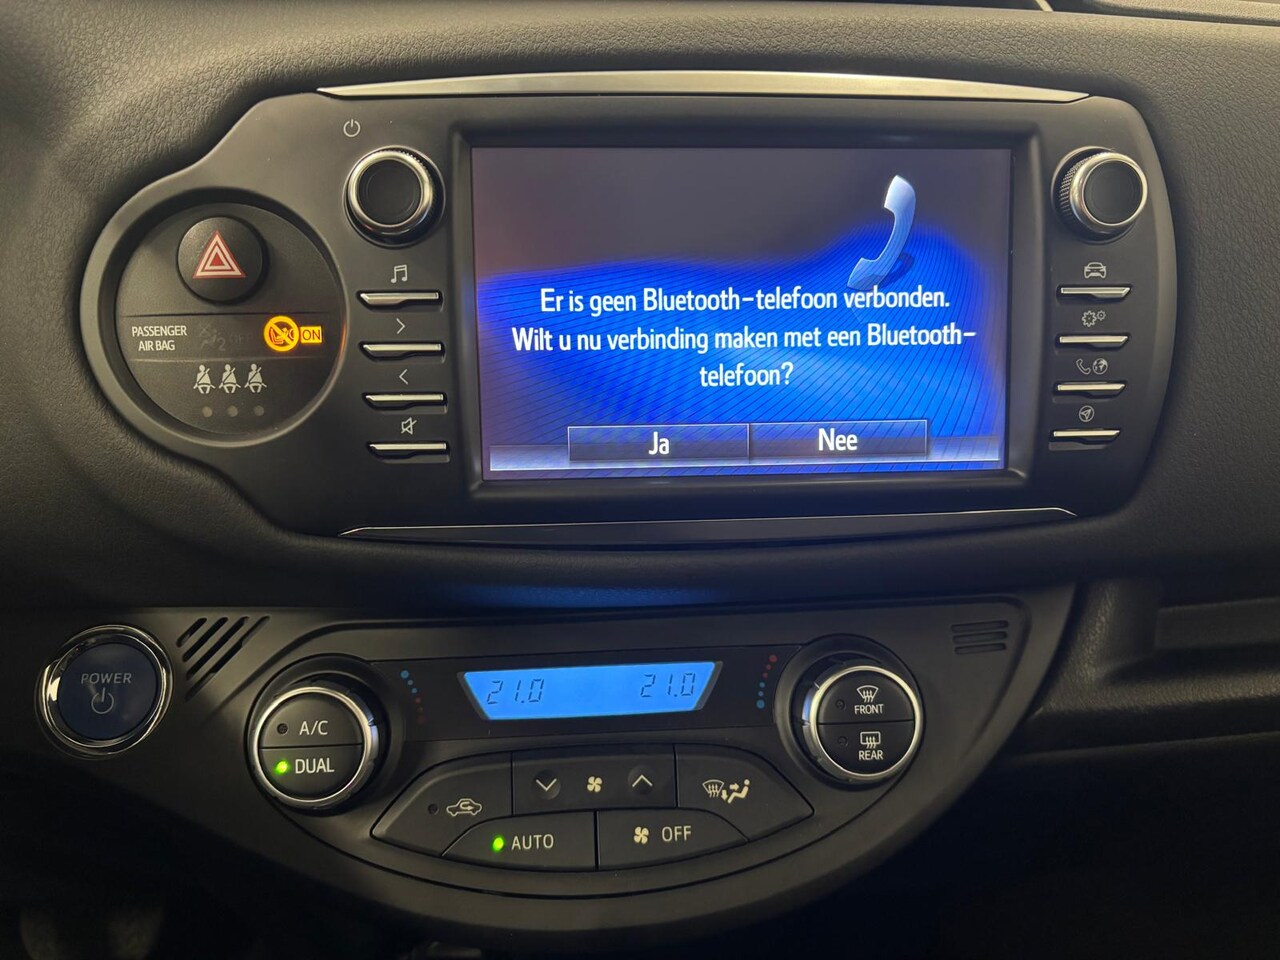 Er is geen Bluetooth-telefoon verbonden.
Wilt u nu verbinding maken met een Bluetooth-
telefoon?
Ja
Nee
PASSENGER
AIR BAG
OFF
ON
POWER
A/C
DUAL
21.0
21.0
FRONT
REAR
AUTO
OFF